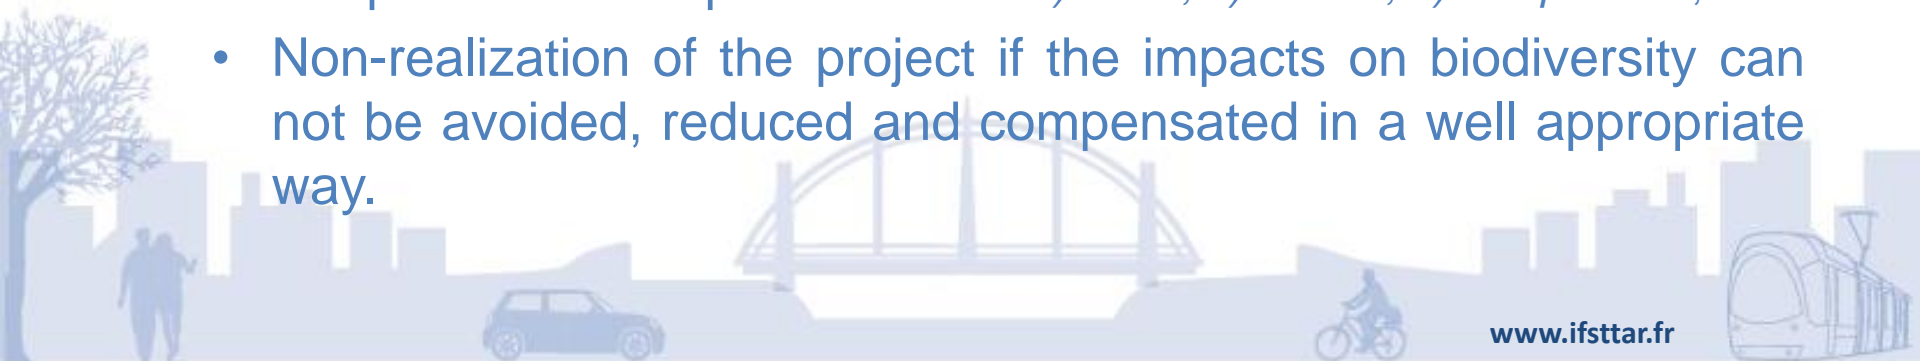 • Non-realization of the project if the impacts on biodiversity can
not be avoided, reduced and compensated in a well appropriate
way.
www.ifsttar.fr